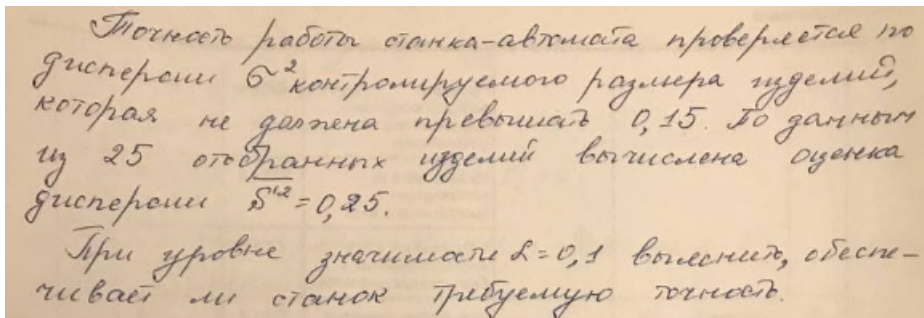 Точность работы станка-автомата проверяется по
дисперсии σ² контролируемого размера изделий,
которая не должена превышать 0,15. По данным
из 25 отобранных изделий вычислена оценка
дисперсии S'² = 0,25.
При уровне значимости α = 0,1 выяснить, обеспе-
чивает ли станок требуемую точность.